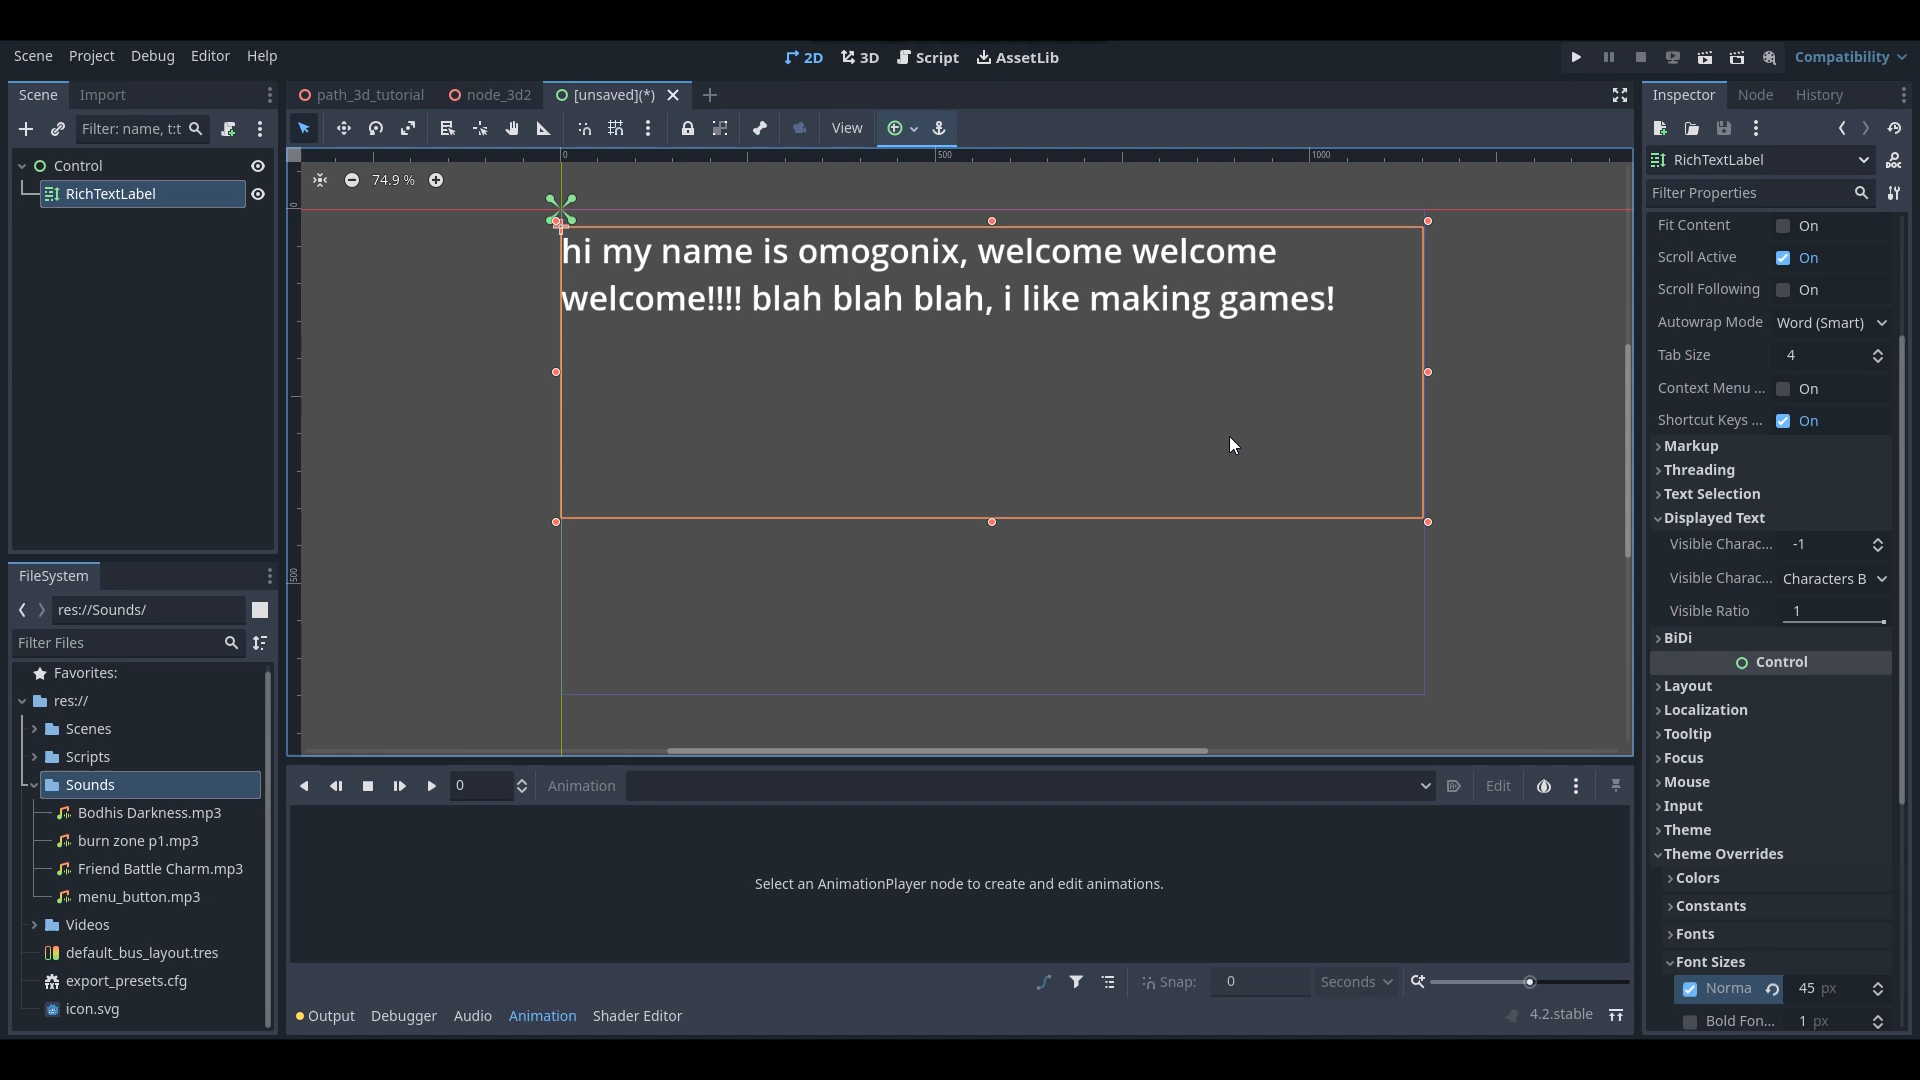 Scene Project Debug Editor Help
2D 3D Script AssetLib
Compatibility
Scene Import
Filter: name, t:t
Control
RichTextLabel
path_3d_tutorial node_3d2 [unsaved](*)
View
0 500 1000
0
500
74.9 %
hi my name is omogonix, welcome welcome
welcome!!!! blah blah blah, i like making games!
FileSystem
res://Sounds/
Filter Files
Favorites:
res://
Scenes
Scripts
Sounds
Bodhis Darkness.mp3
burn zone p1.mp3
Friend Battle Charm.mp3
menu_button.mp3
Videos
default_bus_layout.tres
export_presets.cfg
icon.svg
0 Animation Edit
Select an AnimationPlayer node to create and edit animations.
Snap: 0 Seconds
Output Debugger Audio Animation Shader Editor
4.2.stable
Inspector Node History
RichTextLabel
Filter Properties
Fit Content On
Scroll Active On
Scroll Following On
Autowrap Mode Word (Smart)
Tab Size 4
Context Menu ... On
Shortcut Keys ... On
Markup
Threading
Text Selection
Displayed Text
Visible Charac... -1
Visible Charac... Characters B
Visible Ratio 1
BiDi
Control
Layout
Localization
Tooltip
Focus
Mouse
Input
Theme
Theme Overrides
Colors
Constants
Fonts
Font Sizes
Norma 45 px
Bold Fon... 1 px